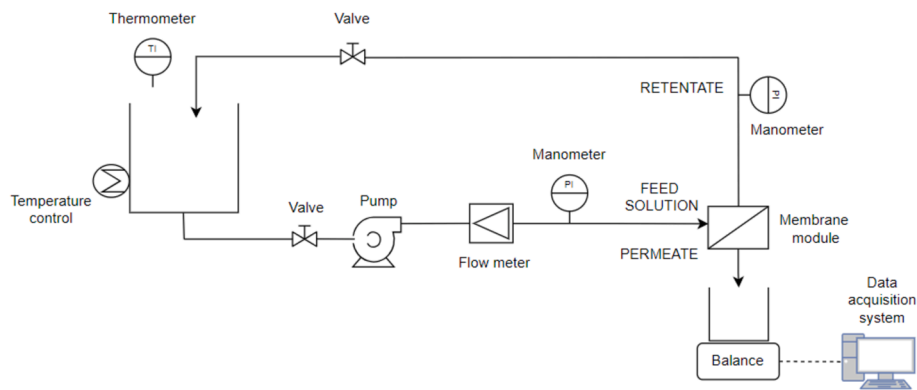 Thermometer
Valve
TI
RETENTATE
PI
Manometer
Manometer
Temperature
control
Valve
Pump
PI
FEED
SOLUTION
Membrane
module
Flow meter
PERMEATE
Data
acquisition
system
Balance